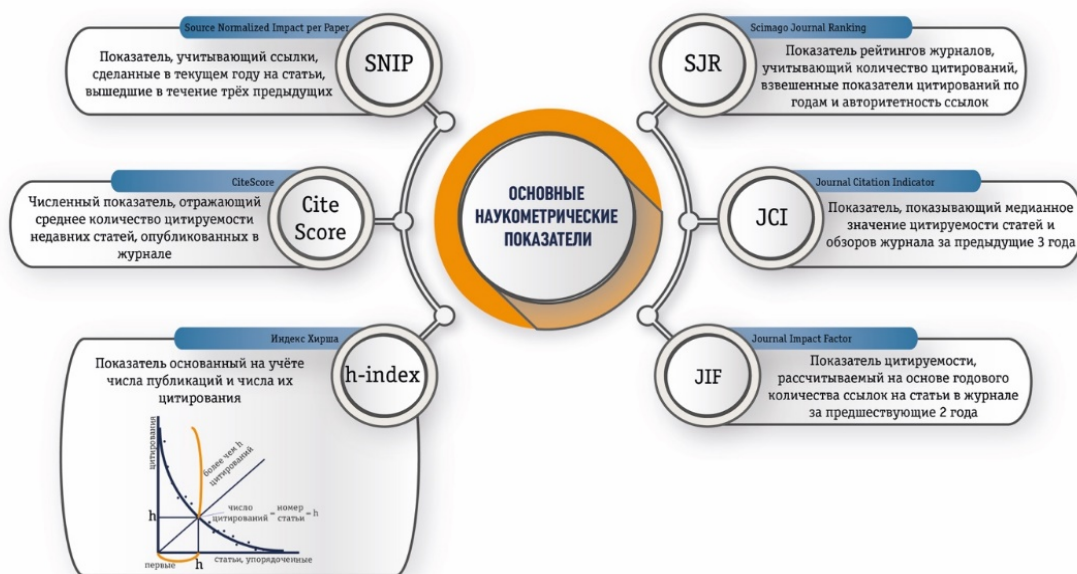 Source Normalized Impact per Paper
SNIP
Показатель, учитывающий ссылки,
сделанные в текущем году на статьи,
вышедшие в течение трёх предыдущих
CiteScore
Cite
Score
Численный показатель, отражающий
среднее количество цитируемости
недавних статей, опубликованных в
журнале
Индекс Хирша
h-index
Показатель основанный на учёте
числа публикаций и числа их
цитирования
цитирования
более чем h
цитирований
h
число
цитирований = номер
статьи = h
первые
h
статьи, упорядоченные
ОСНОВНЫЕ
НАУКОМЕТРИЧЕСКИЕ
ПОКАЗАТЕЛИ
Scimago Journal Ranking
SJR
Показатель рейтингов журналов,
учитывающий количество цитирований,
взвешенные показатели цитирований по
годам и авторитетность ссылок
Journal Citation Indicator
JCI
Показатель, показывающий медианное
значение цитируемости статей и
обзоров журнала за предыдущие 3 года
Journal Impact Factor
JIF
Показатель цитируемости,
рассчитываемый на основе годового
количества ссылок на статьи в журнале
за предшествующие 2 года